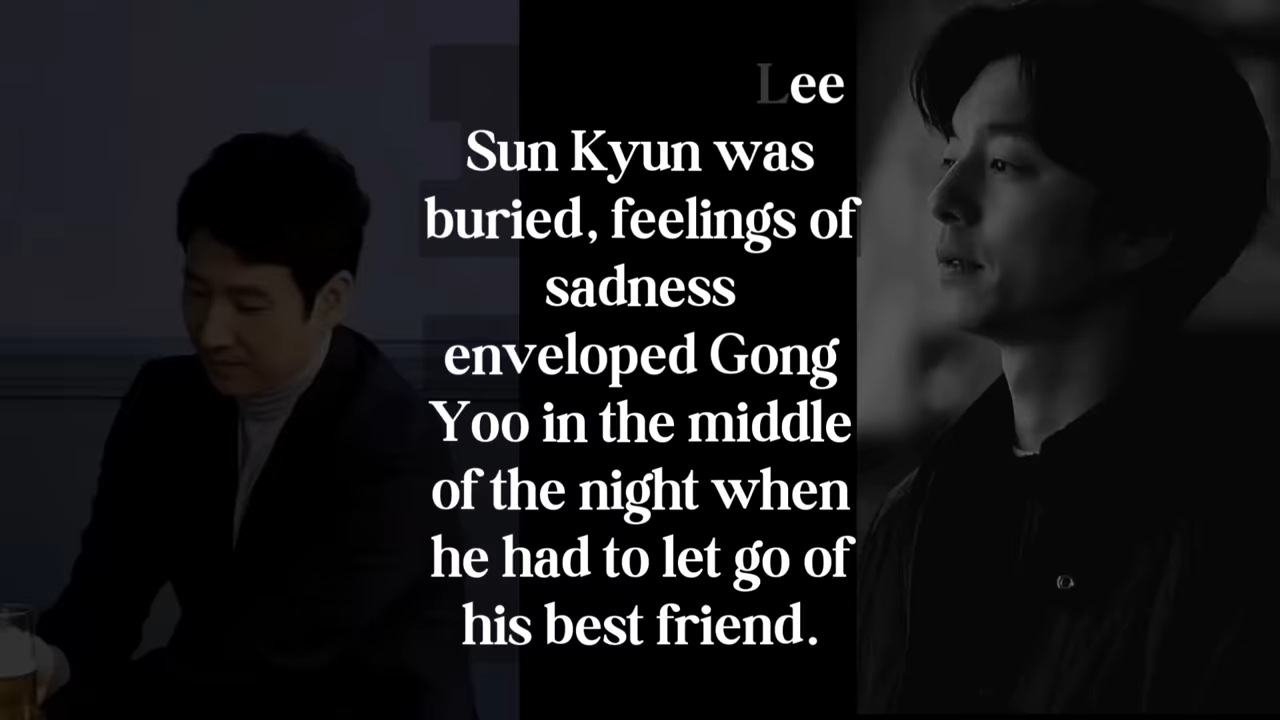 Lee
Sun Kyun was
buried, feelings of
sadness
enveloped Gong
Yoo in the middle
of the night when
he had to let go of
his best friend.